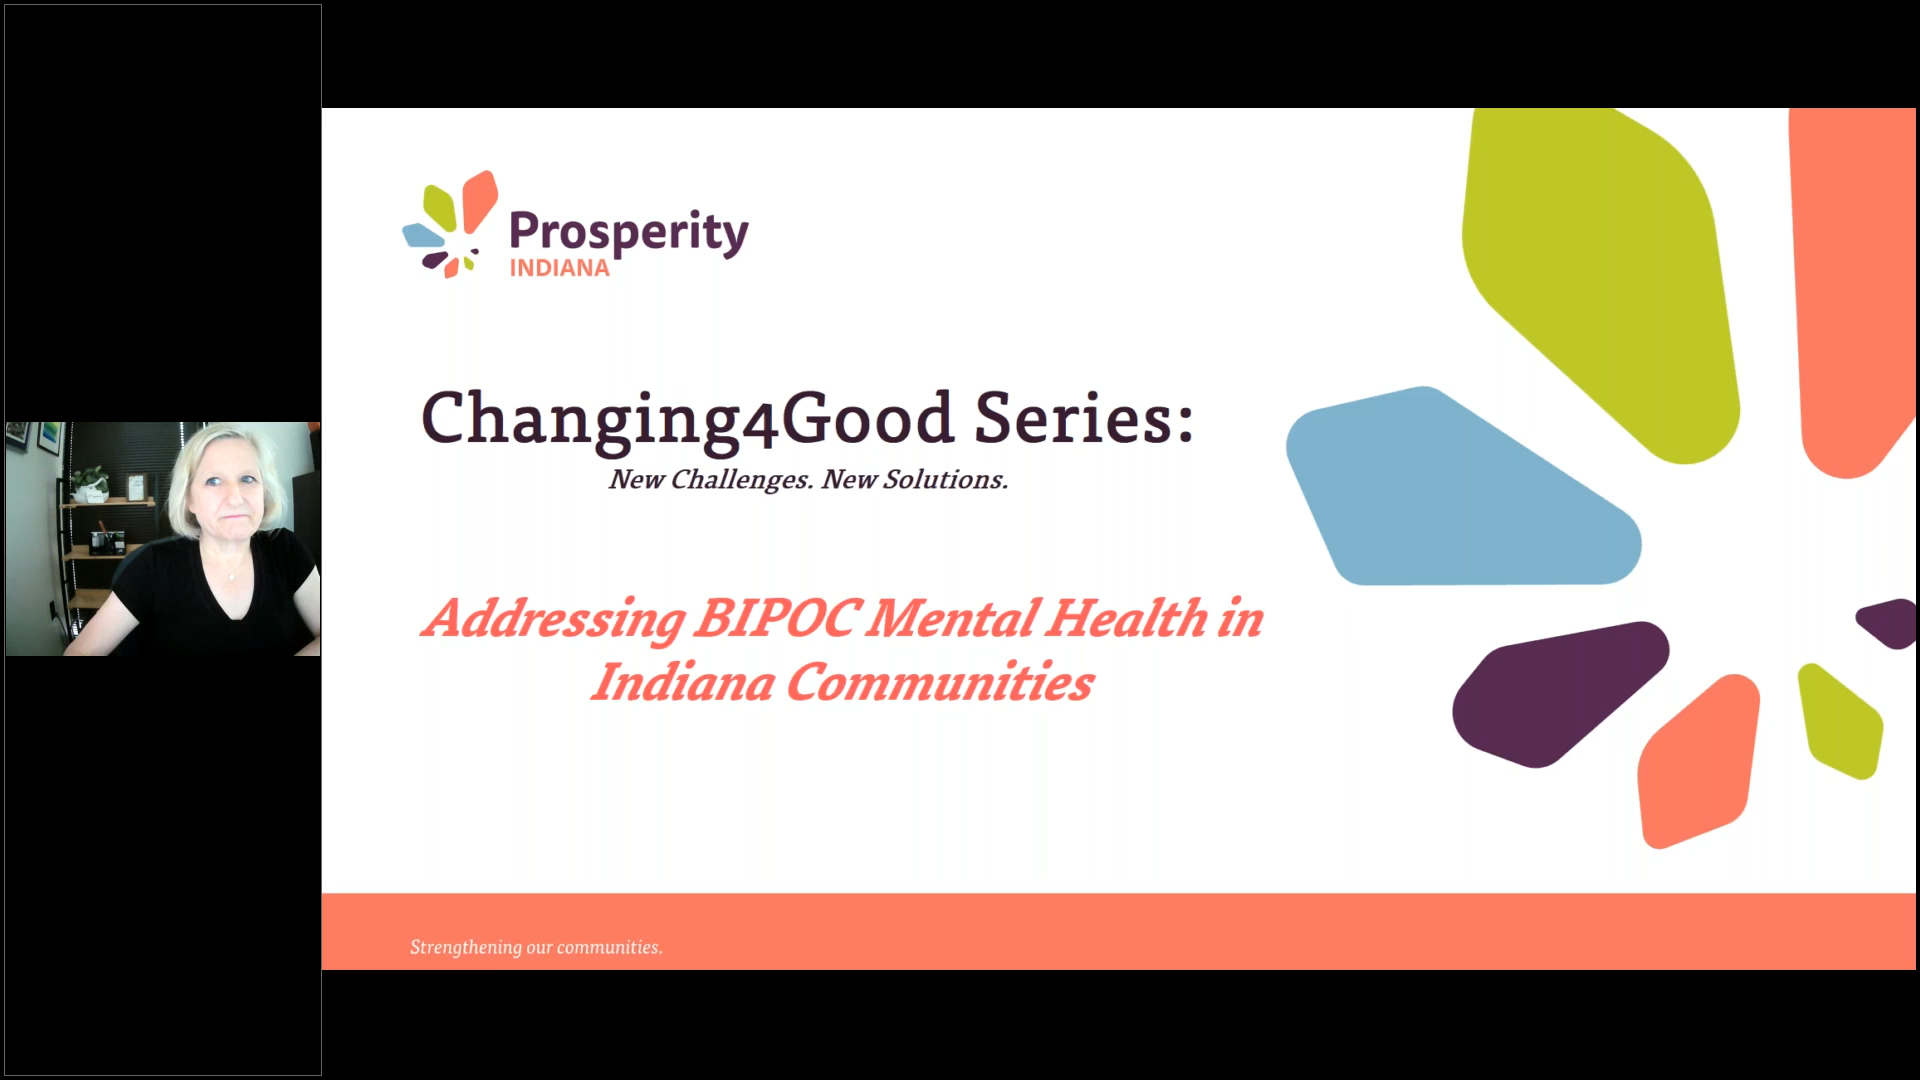 Prosperity
INDIANA
Changing4Good Series:
New Challenges. New Solutions.
Addressing BIPOC Mental Health in
Indiana Communities
Strengthening our communities.